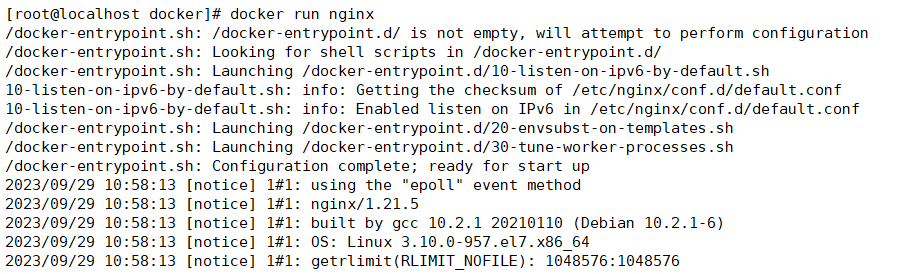 [root@localhost docker]# docker run nginx
/docker-entrypoint.sh: /docker-entrypoint.d/ is not empty, will attempt to perform configuration
/docker-entrypoint.sh: Looking for shell scripts in /docker-entrypoint.d/
/docker-entrypoint.sh: Launching /docker-entrypoint.d/10-listen-on-ipv6-by-default.sh
10-listen-on-ipv6-by-default.sh: info: Getting the checksum of /etc/nginx/conf.d/default.conf
10-listen-on-ipv6-by-default.sh: info: Enabled listen on IPv6 in /etc/nginx/conf.d/default.conf
/docker-entrypoint.sh: Launching /docker-entrypoint.d/20-envsubst-on-templates.sh
/docker-entrypoint.sh: Launching /docker-entrypoint.d/30-tune-worker-processes.sh
/docker-entrypoint.sh: Configuration complete; ready for start up
2023/09/29 10:58:13 [notice] 1#1: using the "epoll" event method
2023/09/29 10:58:13 [notice] 1#1: nginx/1.21.5
2023/09/29 10:58:13 [notice] 1#1: built by gcc 10.2.1 20210110 (Debian 10.2.1-6)
2023/09/29 10:58:13 [notice] 1#1: OS: Linux 3.10.0-957.el7.x86_64
2023/09/29 10:58:13 [notice] 1#1: getrlimit(RLIMIT_NOFILE): 1048576:1048576